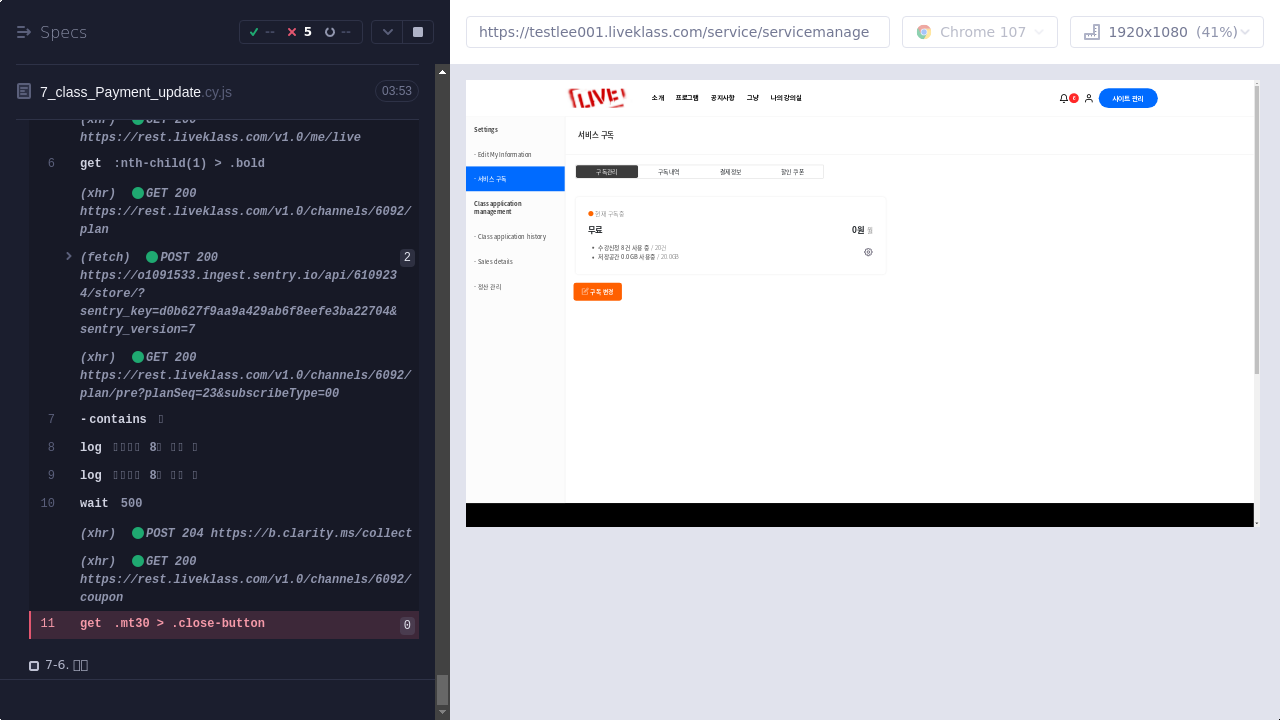 Specs
-- 5 --
https://testlee001.liveklass.com/service/servicemanage
Chrome 107
1920x1080 (41%)
7_class_Payment_update.cy.js
03:53
(xhr) GET 200
https://rest.liveklass.com/v1.0/me/live
6 get :nth-child(1) > .bold
(xhr) GET 200
https://rest.liveklass.com/v1.0/channels/6092/
plan
(fetch) POST 200 2
https://o1091533.ingest.sentry.io/api/610923
4/store/?
sentry_key=d0b627f9aa9a429ab6f8eefe3ba22704&
sentry_version=7
(xhr) GET 200
https://rest.liveklass.com/v1.0/channels/6092/
plan/pre?planSeq=23&subscribeType=00
7 -contains
8 log 8
9 log 8
10 wait 500
(xhr) POST 204 https://b.clarity.ms/collect
(xhr) GET 200
https://rest.liveklass.com/v1.0/channels/6092/
coupon
11 get .mt30 > .close-button 0
7-6.
LIVE!
소개 프로그램 공지사항 그냥 나의 강의실
사이트 관리
Settings
- Edit My Information
- 서비스 구독
Class application
management
- Class application history
- Sales details
- 정산 관리
서비스 구독
구독관리 구독내역 결제정보 할인 쿠폰
현재 구독중
무료 0원 월
• 수강신청 8건 사용 중 / 20건
• 저장공간 0.0GB 사용중 / 20.0GB
구독 변경